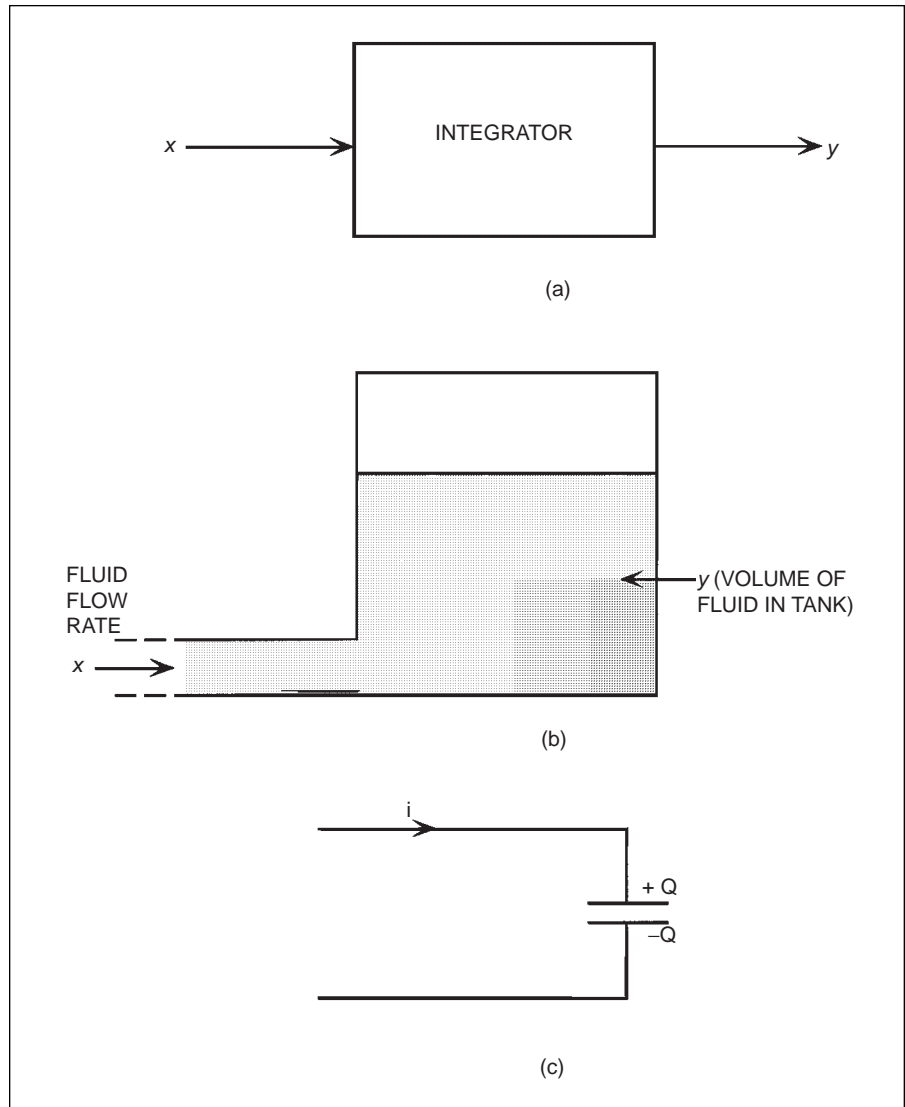 INTEGRATOR
x
y
(a)
FLUID
FLOW
RATE
x
y (VOLUME OF
FLUID IN TANK)
(b)
i
+ Q
–Q
(c)